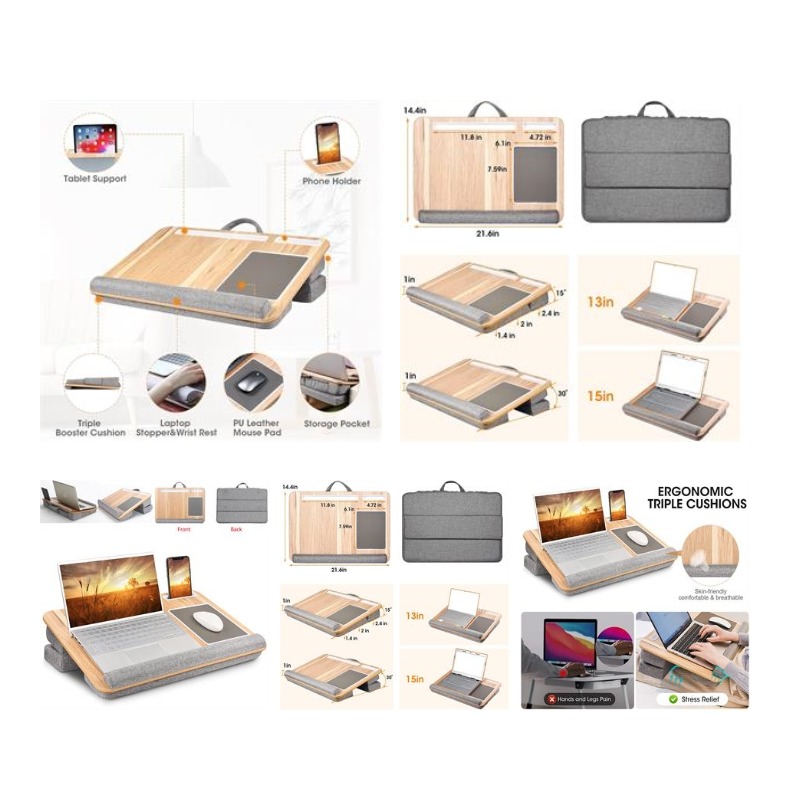 Tablet Support
Phone Holder
Triple
Booster Cushion
Laptop
Stopper&Wrist Rest
PU Leather
Mouse Pad
Storage Pocket
14.4in
11.8 in
4.72 in
6.1in
7.59in
21.6in
1in
15°
2.4 in
2 in
1.4 in
13in
1in
30°
15in
Front
Back
14.4in
11.8 in
4.72 in
6.1in
7.59in
21.6in
1in
15°
2.4 in
2 in
1.4 in
13in
1in
30°
15in
ERGONOMIC
TRIPLE CUSHIONS
Skin-friendly
comfortable & breathable
Hands and Legs Pain
Stress Relief